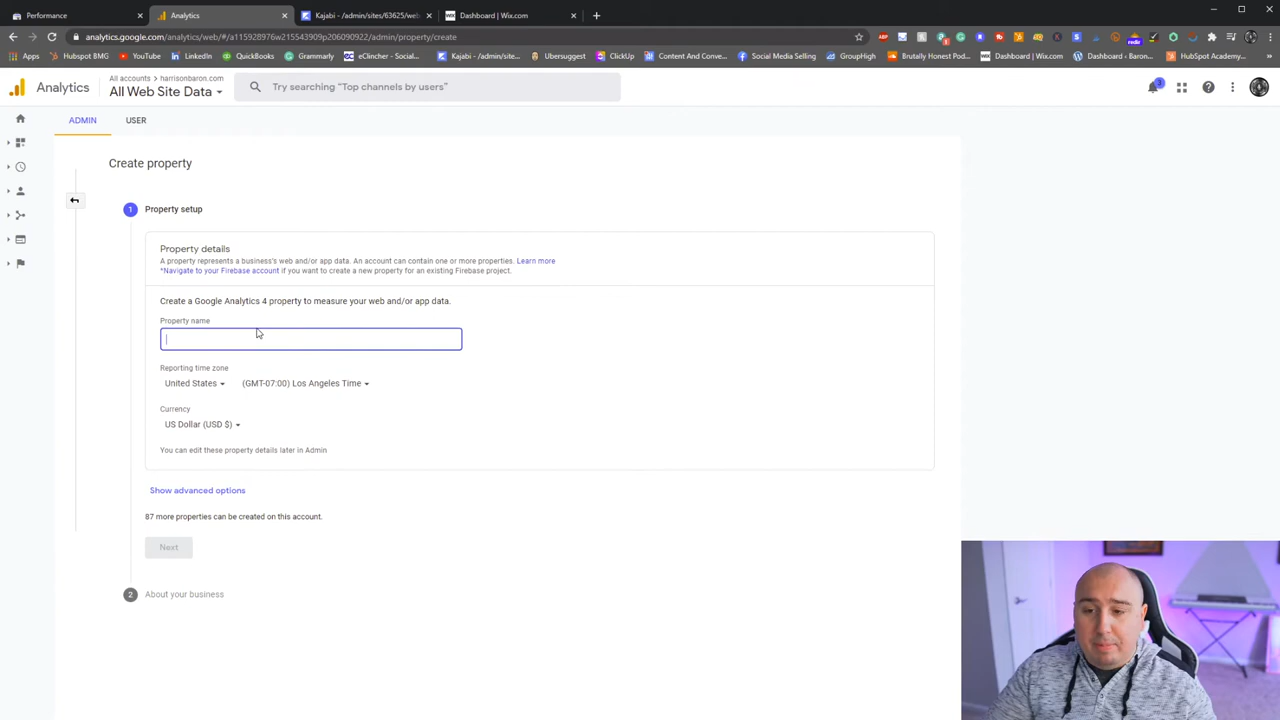 Performance
Analytics
Kajabi - /admin/sites/63625/web
Dashboard | Wix.com
analytics.google.com/analytics/web/#/a115928976w215543909p206090922/admin/property/create
Apps
Hubspot BMG
YouTube
LinkedIn
QuickBooks
Grammarly
eClincher - Social...
Kajabi - /admin/site...
Ubersuggest
ClickUp
Content And Conve...
Social Media Selling
GrowthHub
Brutally Honest Pod...
Dashboard | Wix.com
Dashboard ‹ Baron...
HubSpot Academy...
Analytics
All accounts > harrisonbaron.com
All Web Site Data
Try searching "Top channels by users"
3
ADMIN
USER
Create property
1
Property setup
Property details
A property represents a business's web and/or app data. An account can contain one or more properties. Learn more
*Navigate to your Firebase account if you want to create a new property for an existing Firebase project.
Create a Google Analytics 4 property to measure your web and/or app data.
Property name
Reporting time zone
United States
(GMT-07:00) Los Angeles Time
Currency
US Dollar (USD $)
You can edit these property details later in Admin
Show advanced options
87 more properties can be created on this account.
Next
2
About your business